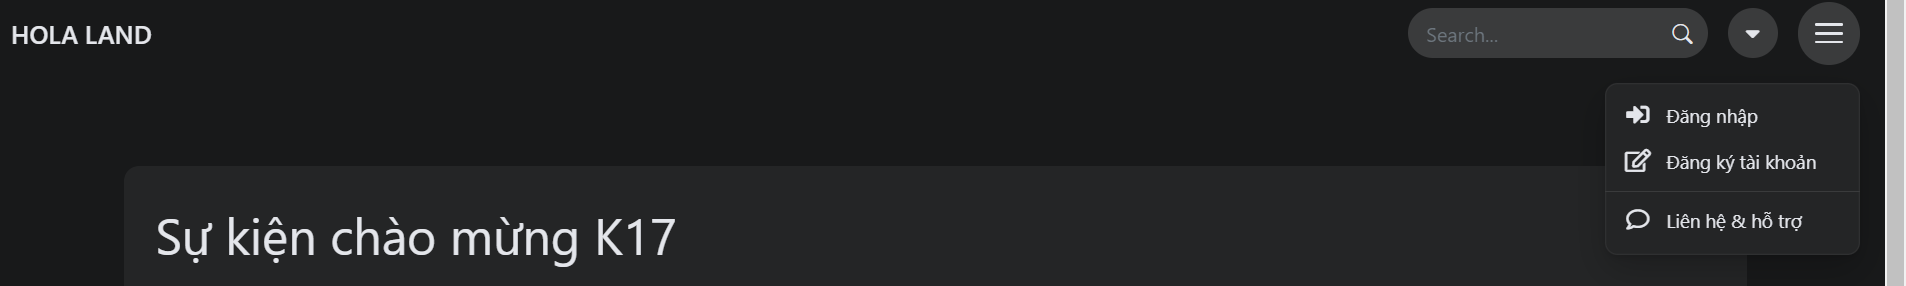 HOLA LAND
Search...
Đăng nhập
Đăng ký tài khoản
Liên hệ & hỗ trợ
Sự kiện chào mừng K17